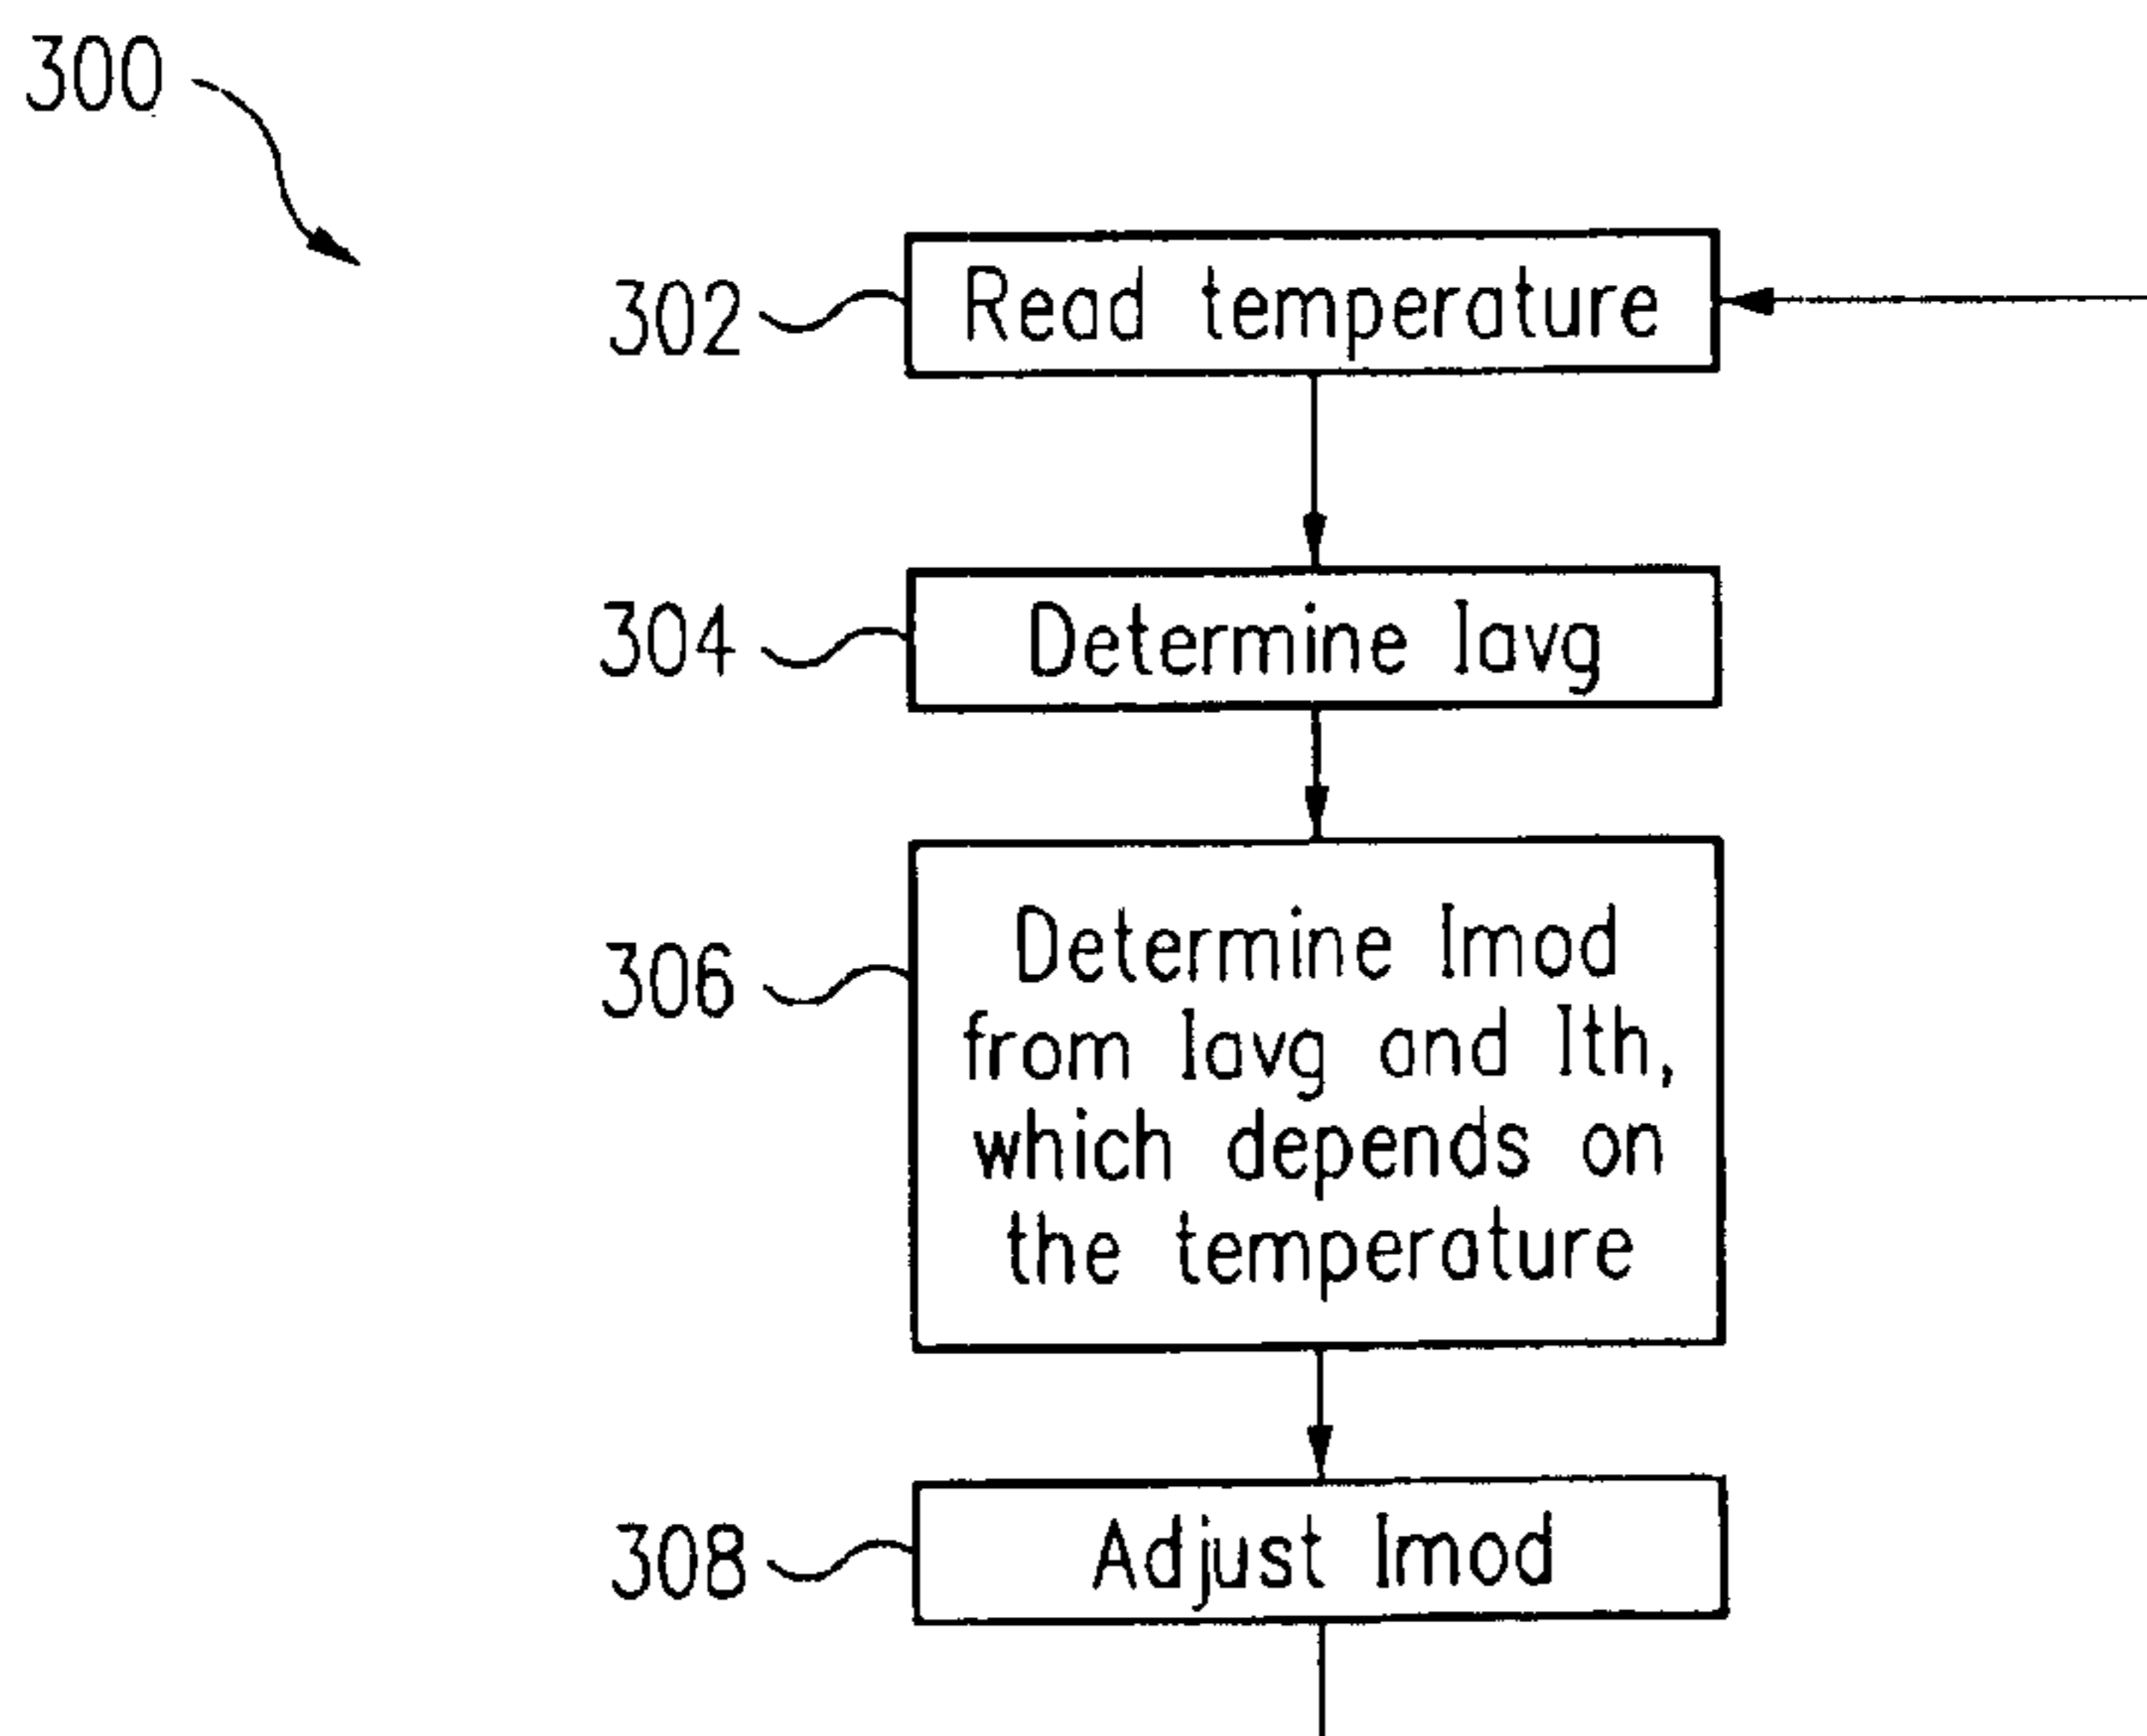 300
302
Read temperature
304
Determine Iavg
306
Determine Imod
from Iavg and Ith,
which depends on
the temperature
308
Adjust Imod